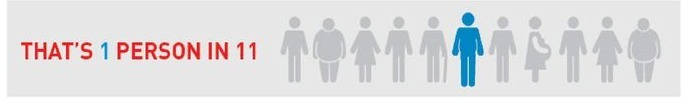 THAT'S 1 PERSON IN 11